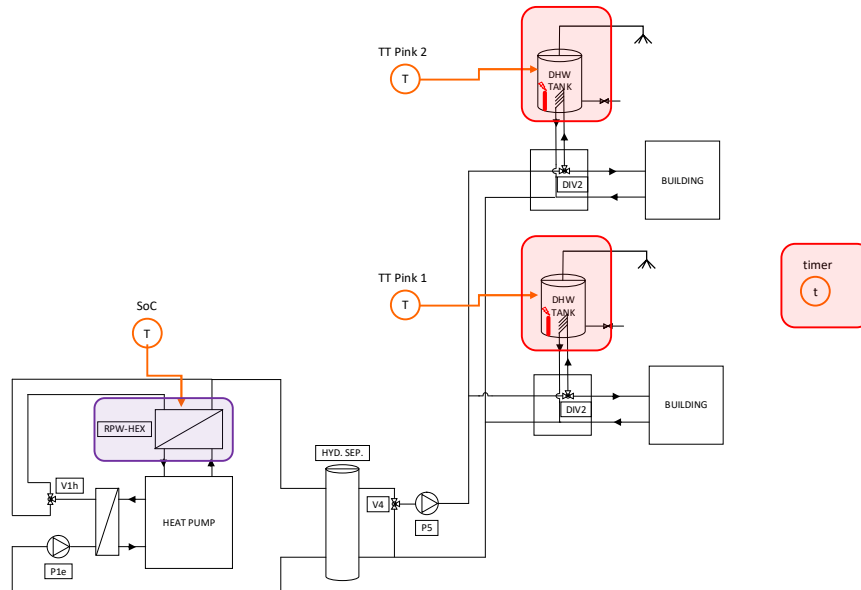 TT Pink 2
T
DHW
TANK
DIV2
BUILDING
TT Pink 1
T
DHW
TANK
timer
t
SoC
T
DIV2
BUILDING
RPW-HEX
HYD. SEP.
V1h
V4
P5
HEAT PUMP
P1e